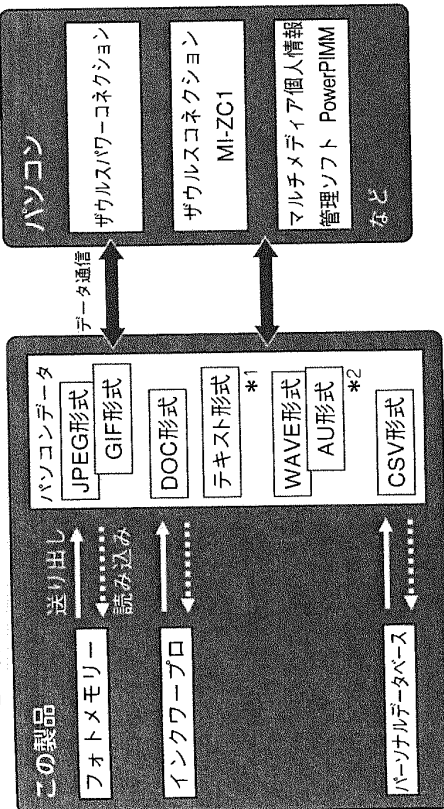 この製品
フォトメモリー
インクワープロ
パーソナルデータベース
送り出し
読み込み
パソコンデータ
JPEG形式
GIF形式
DOC形式
テキスト形式
*1
WAVE形式
AU形式
*2
CSV形式
データ通信
パソコン
ザウルスパワーコネクション
ザウルスコネクション
MI-ZC1
マルチメディア個人情報
管理ソフト PowerPIMM
など